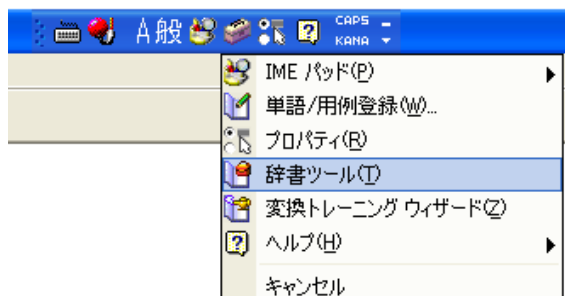 A般
CAPS
KANA
IME パッド(P)
単語/用例登録(W)...
プロパティ(R)
辞書ツール(T)
変換トレーニング ウィザード(Z)
ヘルプ(H)
キャンセル